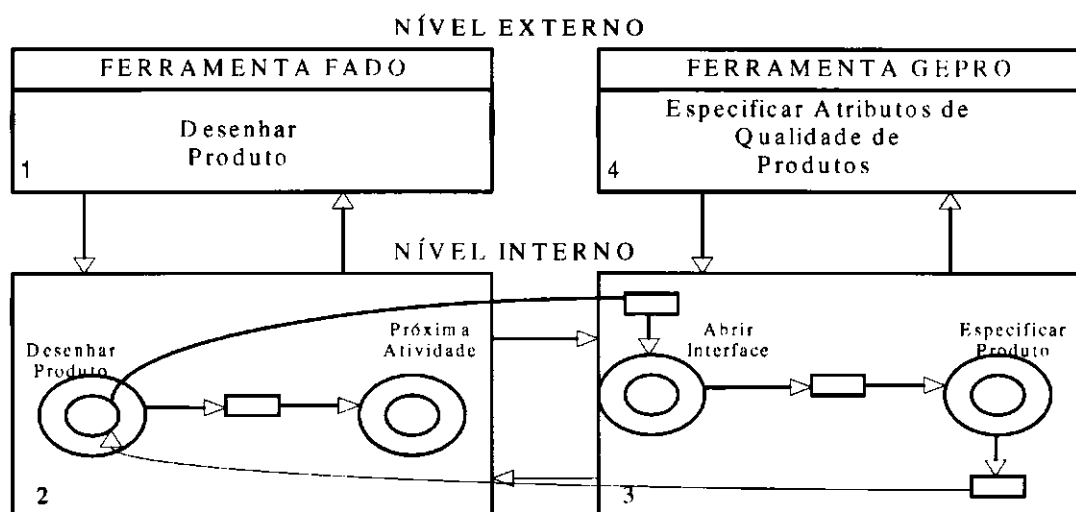 NÍVEL EXTERNO
FERRAMENTA FADO
Desenhar
Produto
1
FERRAMENTA GEPRO
Especificar Atributos de
Qualidade de
Produtos
4
NÍVEL INTERNO
Desenhar
Produto
Próxima
Atividade
2
Abrir
Interface
Especificar
Produto
3